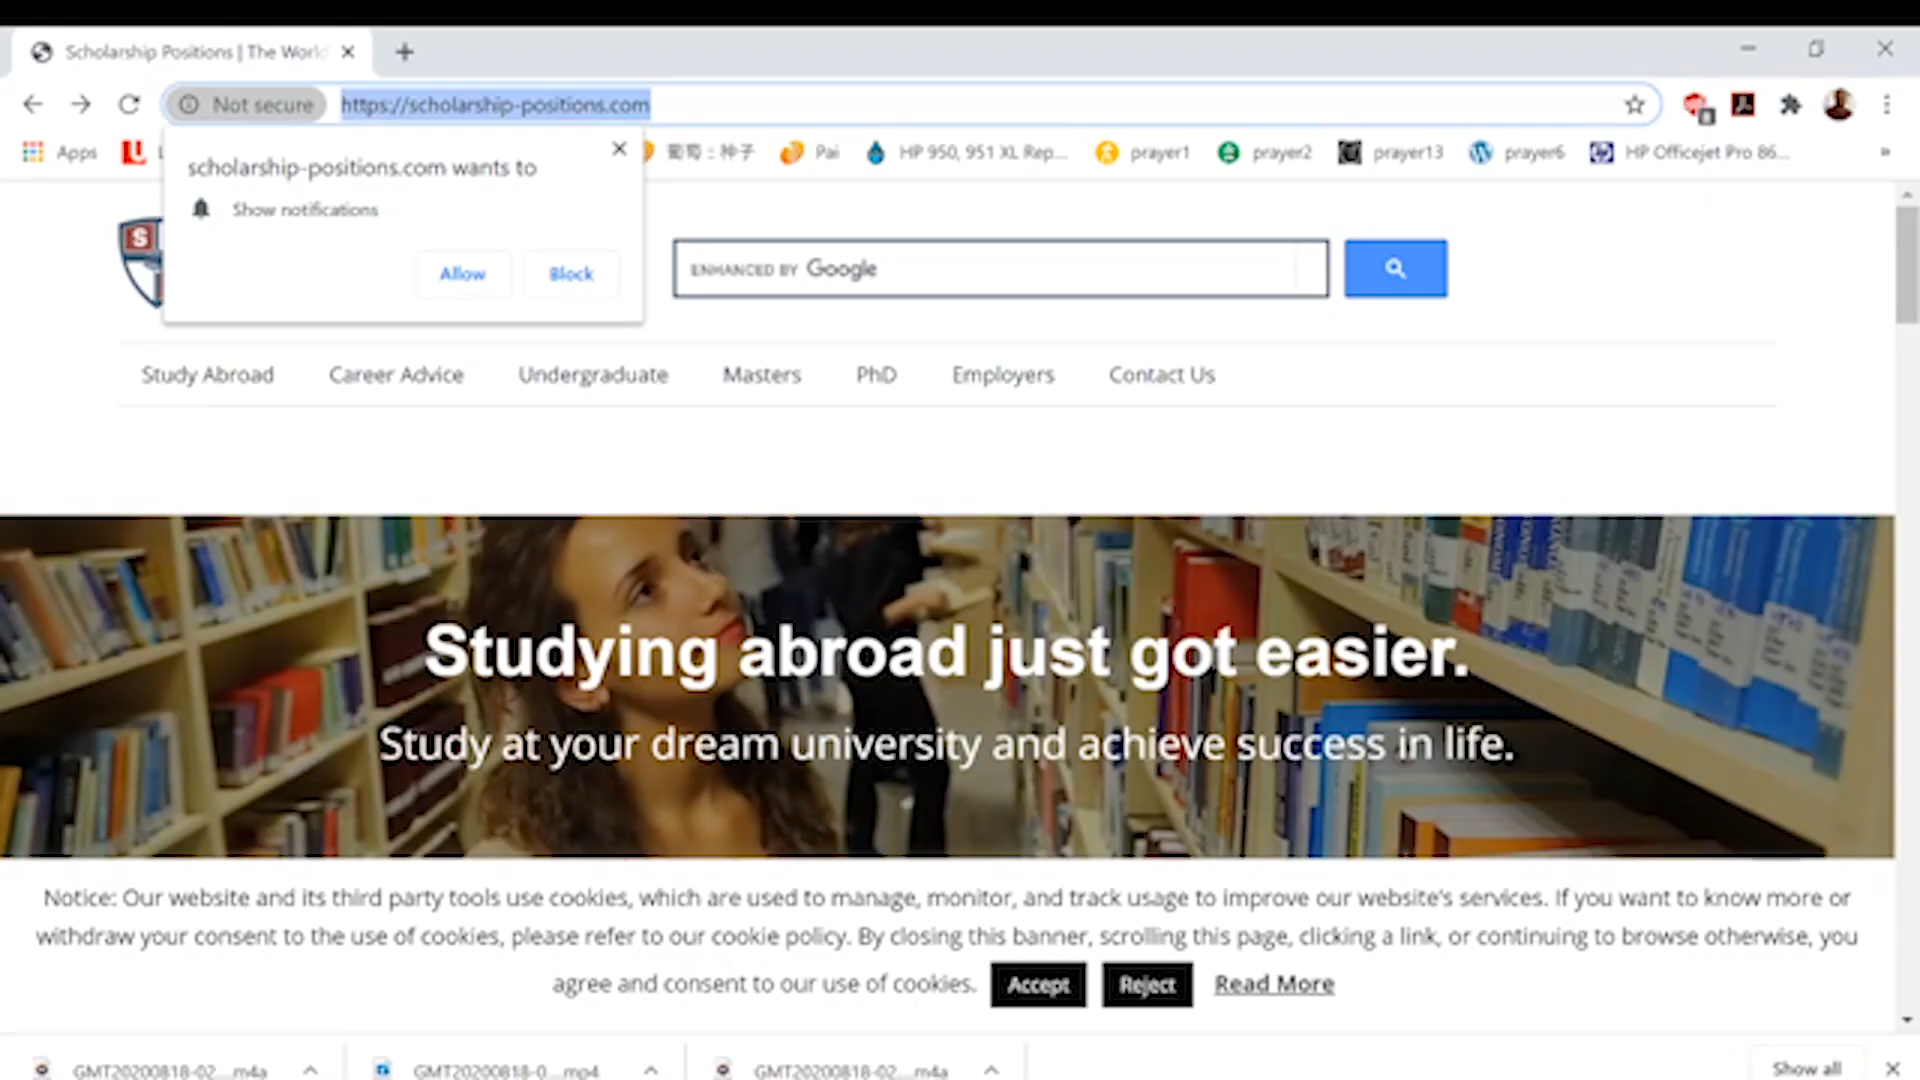 Scholarship Positions | The World
Not secure https://scholarship-positions.com
Apps 葡萄：种子 Pai HP 950, 951 XL Rep... prayer1 prayer2 prayer13 prayer6 HP Officejet Pro 86... »
scholarship-positions.com wants to
Show notifications
Allow Block
S
ENHANCED BY Google
Study Abroad Career Advice Undergraduate Masters PhD Employers Contact Us
Studying abroad just got easier.
Study at your dream university and achieve success in life.
Notice: Our website and its third party tools use cookies, which are used to manage, monitor, and track usage to improve our website's services. If you want to know more or
withdraw your consent to the use of cookies, please refer to our cookie policy. By closing this banner, scrolling this page, clicking a link, or continuing to browse otherwise, you
agree and consent to our use of cookies. Accept Reject Read More
GMT20200818-02....m4a GMT20200818-0....mp4 GMT20200818-02....m4a Show all